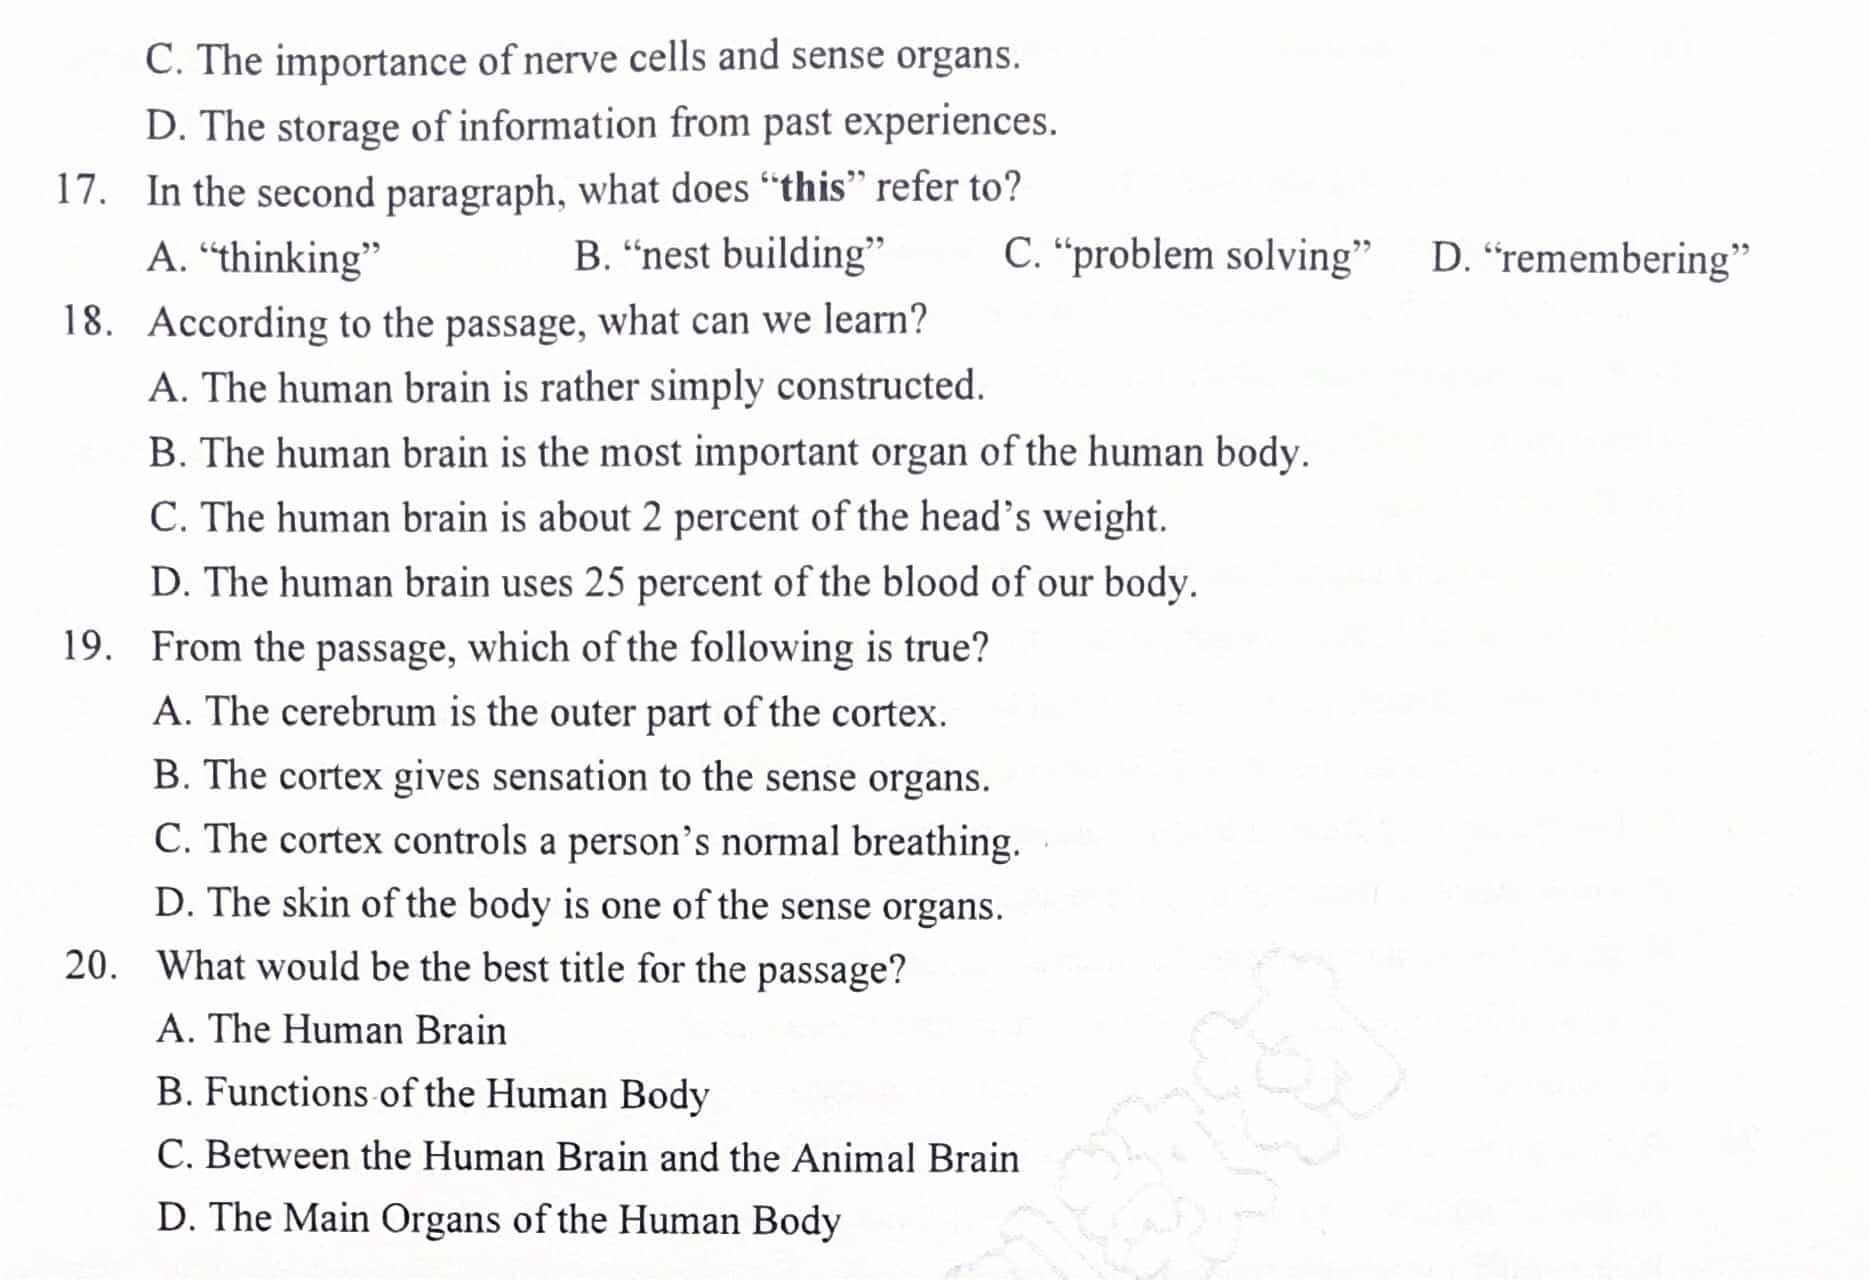 C. The importance of nerve cells and sense organs.
D. The storage of information from past experiences.
17. In the second paragraph, what does “this” refer to?
A. “thinking” B. “nest building” C. “problem solving” D. “remembering”
18. According to the passage, what can we learn?
A. The human brain is rather simply constructed.
B. The human brain is the most important organ of the human body.
C. The human brain is about 2 percent of the head’s weight.
D. The human brain uses 25 percent of the blood of our body.
19. From the passage, which of the following is true?
A. The cerebrum is the outer part of the cortex.
B. The cortex gives sensation to the sense organs.
C. The cortex controls a person’s normal breathing.
D. The skin of the body is one of the sense organs.
20. What would be the best title for the passage?
A. The Human Brain
B. Functions of the Human Body
C. Between the Human Brain and the Animal Brain
D. The Main Organs of the Human Body